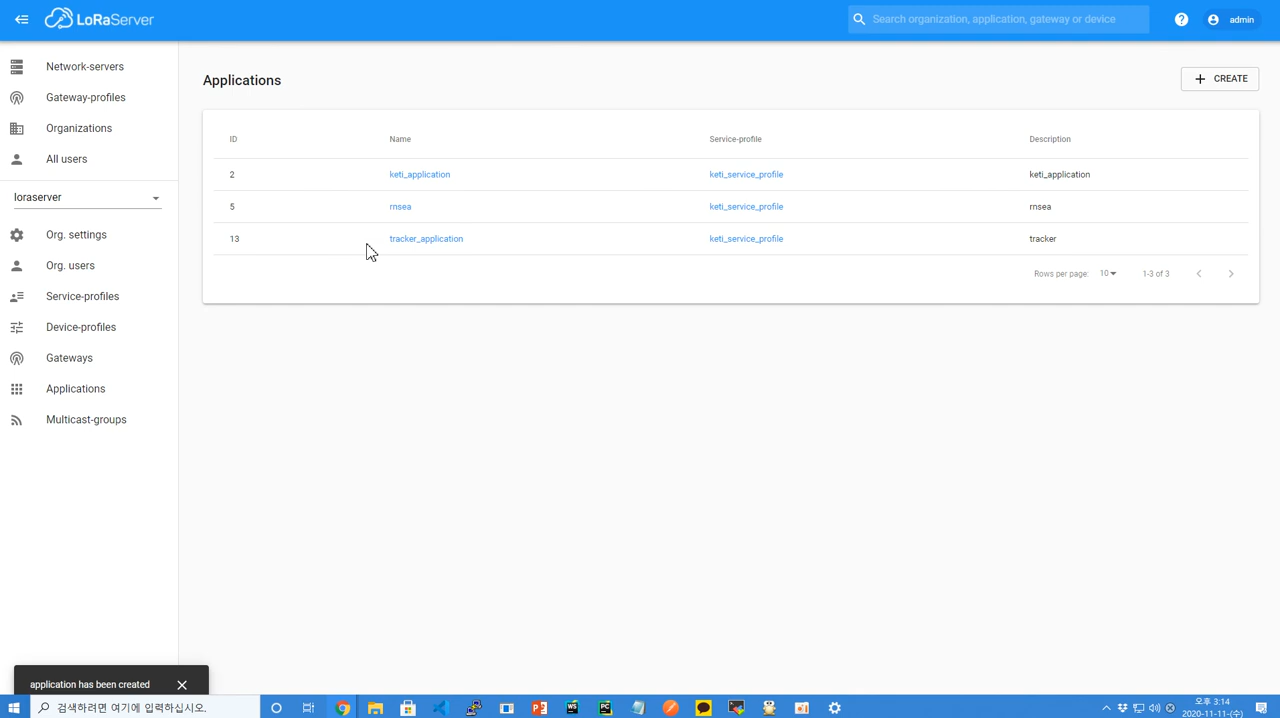 LoRaServer
Search organization, application, gateway or device
? admin
Network-servers
Gateway-profiles
Organizations
All users
loraserver
Org. settings
Org. users
Service-profiles
Device-profiles
Gateways
Applications
Multicast-groups
Applications
+ CREATE
ID Name Service-profile Description
2 keti_application keti_service_profile keti_application
5 rnsea keti_service_profile rnsea
13 tracker_application keti_service_profile tracker
Rows per page: 10 1-3 of 3
application has been created
검색하려면 여기에 입력하십시오.
오후 3:14
2020-11-11-(수)